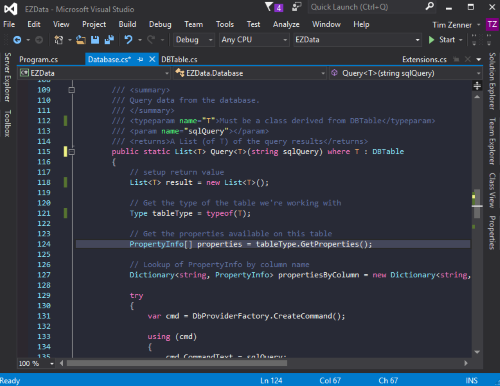 EZData - Microsoft Visual Studio
4
Quick Launch (Ctrl+Q)
File Edit View Project Build Debug Team Tools Test Analyze Window Help
Tim Zenner TZ
Debug Any CPU Start
Program.cs Database.cs* DBTable.cs Extensions.cs
EZData EZData.Database Query<T>(string sqlQuery)
Server Explorer
Toolbox
Solution Explorer
Team Explorer
Class View
Properties
109 /// <summary>
110 /// Query data from the database.
111 /// </summary>
112 /// <typeparam name="T">Must be a class derived from DBTable</typeparam>
113 /// <param name="sqlQuery"></param>
114 /// <returns>A List (of T) of the query results</returns>
115 public static List<T> Query<T>(string sqlQuery) where T : DBTable
116 {
117 // setup return value
118 List<T> result = new List<T>();
119
120 // Get the type of the table we're working with
121 Type tableType = typeof(T);
122
123 // Get the properties available on this table
124 PropertyInfo[] properties = tableType.GetProperties();
125
126 // Lookup of PropertyInfo by column name
127 Dictionary<string, PropertyInfo> propertiesByColumn = new Dictionary<string,
128
129 try
130 {
131 var cmd = DbProviderFactory.CreateCommand();
132
133 using (cmd)
134 {
135 cmd.CommandText = sqlQuery;
100 %
Ready Ln 124 Col 67 Ch 67 INS